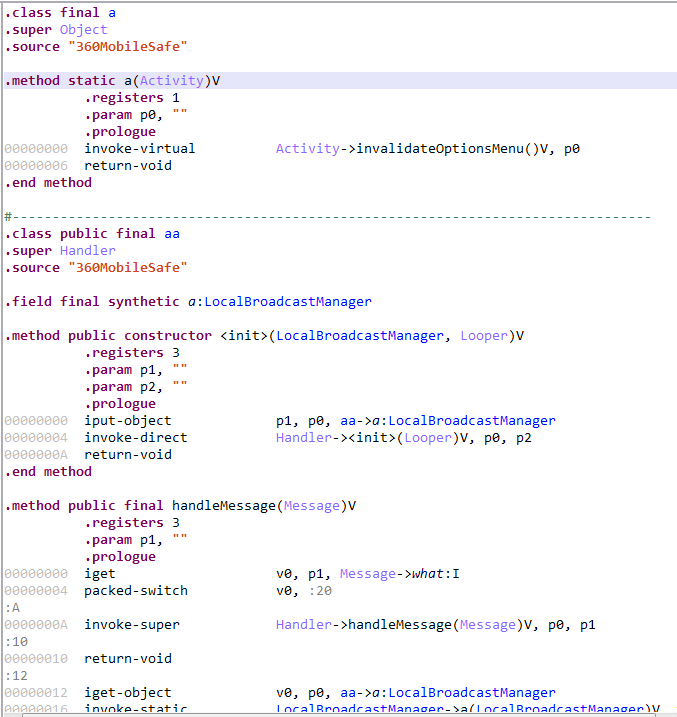 .class final a
.super Object
.source "360MobileSafe"
.method static a(Activity)V
.registers 1
.param p0, ""
.prologue
00000000 invoke-virtual Activity->invalidateOptionsMenu()V, p0
00000006 return-void
.end method
#--------------------------------------------------------------------------------
.class public final aa
.super Handler
.source "360MobileSafe"
.field final synthetic a:LocalBroadcastManager
.method public constructor <init>(LocalBroadcastManager, Looper)V
.registers 3
.param p1, ""
.param p2, ""
.prologue
00000000 iput-object p1, p0, aa->a:LocalBroadcastManager
00000004 invoke-direct Handler-><init>(Looper)V, p0, p2
0000000A return-void
.end method
.method public final handleMessage(Message)V
.registers 3
.param p1, ""
.prologue
00000000 iget v0, p1, Message->what:I
00000004 packed-switch v0, :20
:A
0000000A invoke-super Handler->handleMessage(Message)V, p0, p1
:10
00000010 return-void
:12
00000012 iget-object v0, p0, aa->a:LocalBroadcastManager
00000016 invoke-static LocalBroadcastManager->a(LocalBroadcastManager)V